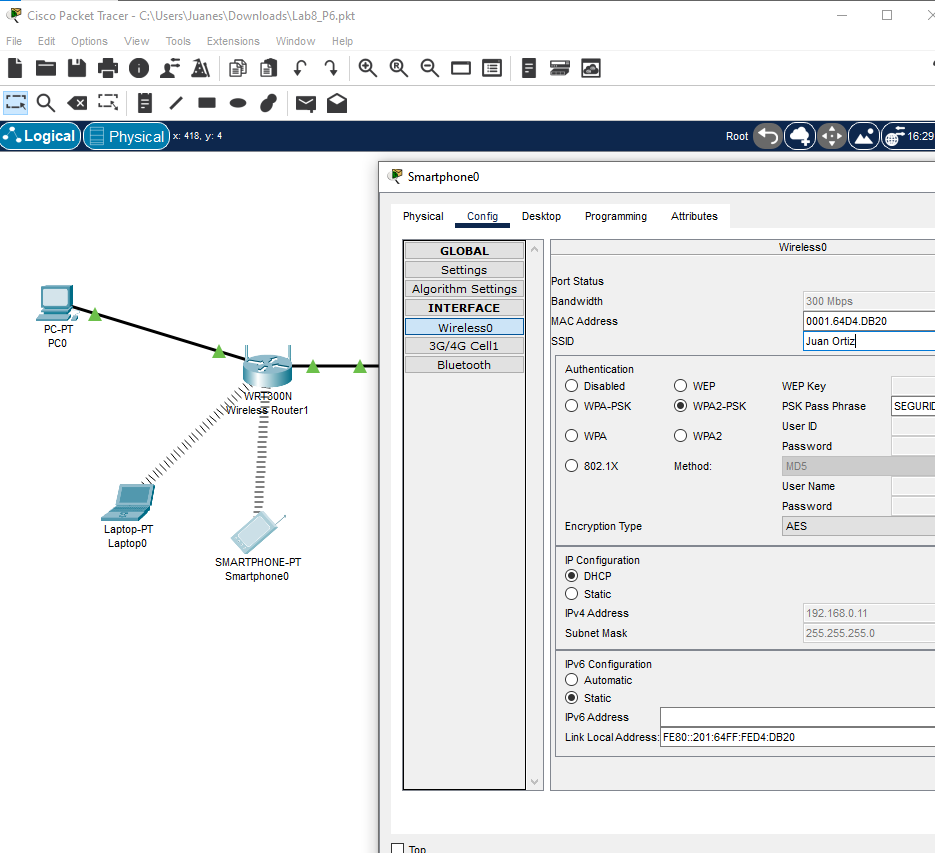 Cisco Packet Tracer - C:\Users\Juanes\Downloads\Lab8_P6.pkt
File Edit Options View Tools Extensions Window Help
Logical Physical x: 418, y: 4 Root 16:29
Smartphone0
Physical Config Desktop Programming Attributes
GLOBAL
Settings
Algorithm Settings
INTERFACE
Wireless0
3G/4G Cell1
Bluetooth
Wireless0
Port Status
Bandwidth 300 Mbps
MAC Address 0001.64D4.DB20
SSID Juan Ortiz
Authentication
Disabled WEP WEP Key
WPA-PSK WPA2-PSK PSK Pass Phrase SEGURID
User ID
WPA WPA2
Password
802.1X Method: MD5
User Name
Password
Encryption Type AES
IP Configuration
DHCP
Static
IPv4 Address 192.168.0.11
Subnet Mask 255.255.255.0
IPv6 Configuration
Automatic
Static
IPv6 Address
Link Local Address: FE80::201:64FF:FED4:DB20
Top
PC-PT
PC0
WRT300N
Wireless Router1
Laptop-PT
Laptop0
SMARTPHONE-PT
Smartphone0